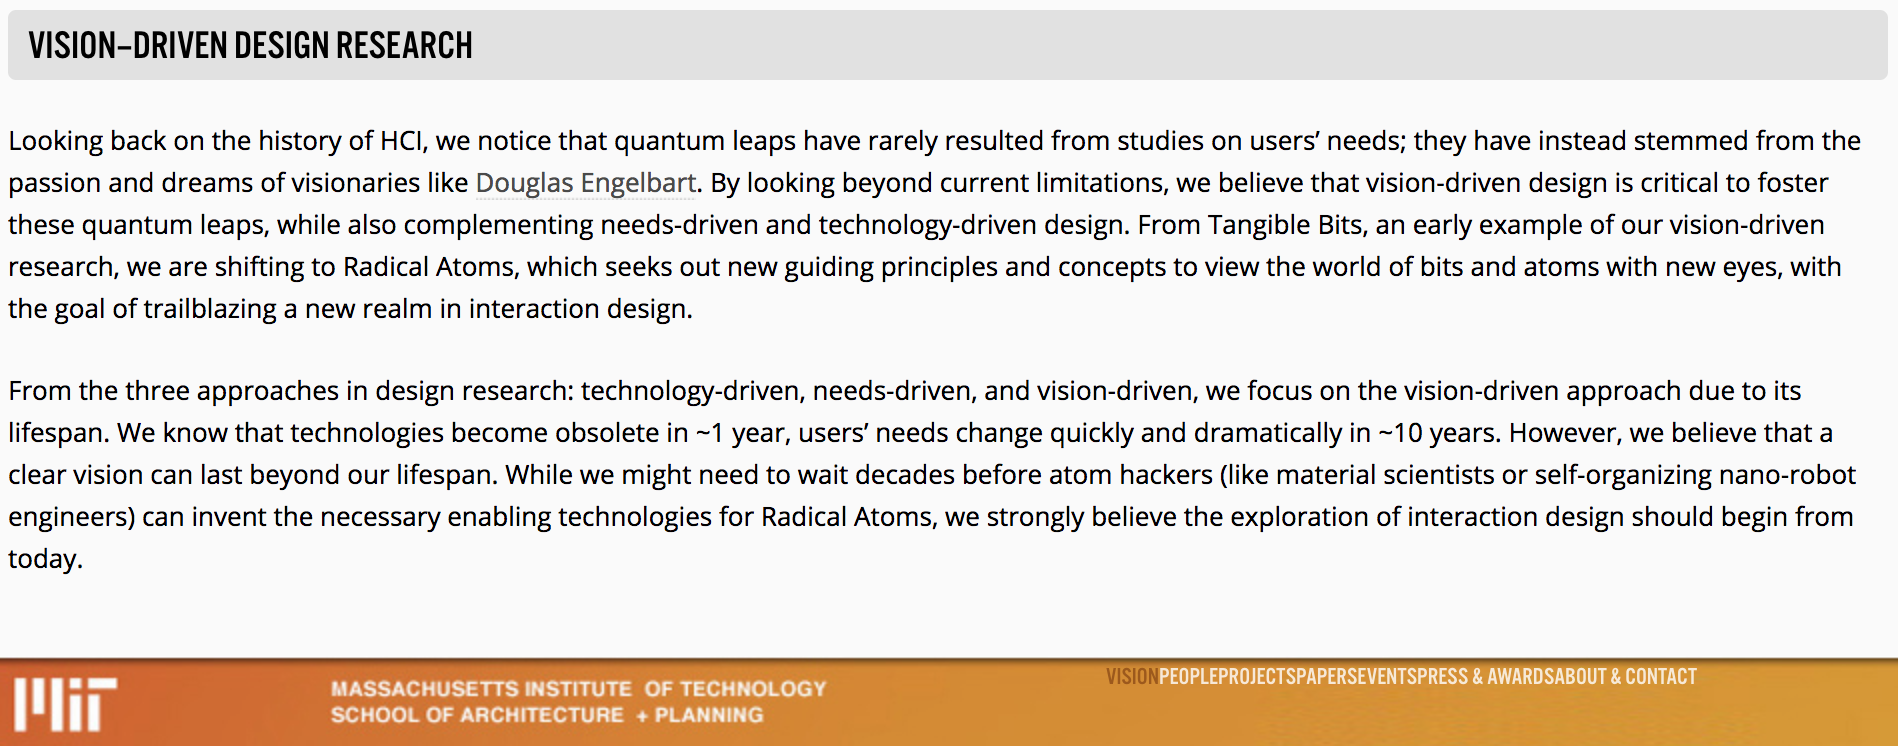 VISION–DRIVEN DESIGN RESEARCH
Looking back on the history of HCI, we notice that quantum leaps have rarely resulted from studies on users’ needs; they have instead stemmed from the
passion and dreams of visionaries like Douglas Engelbart. By looking beyond current limitations, we believe that vision-driven design is critical to foster
these quantum leaps, while also complementing needs-driven and technology-driven design. From Tangible Bits, an early example of our vision-driven
research, we are shifting to Radical Atoms, which seeks out new guiding principles and concepts to view the world of bits and atoms with new eyes, with
the goal of trailblazing a new realm in interaction design.
From the three approaches in design research: technology-driven, needs-driven, and vision-driven, we focus on the vision-driven approach due to its
lifespan. We know that technologies become obsolete in ~1 year, users’ needs change quickly and dramatically in ~10 years. However, we believe that a
clear vision can last beyond our lifespan. While we might need to wait decades before atom hackers (like material scientists or self-organizing nano-robot
engineers) can invent the necessary enabling technologies for Radical Atoms, we strongly believe the exploration of interaction design should begin from
today.
MIT
MASSACHUSETTS INSTITUTE OF TECHNOLOGY
SCHOOL OF ARCHITECTURE + PLANNING
VISIONPEOPLEPROJECTSPAPERSEVENTSPRESS & AWARDSABOUT & CONTACT